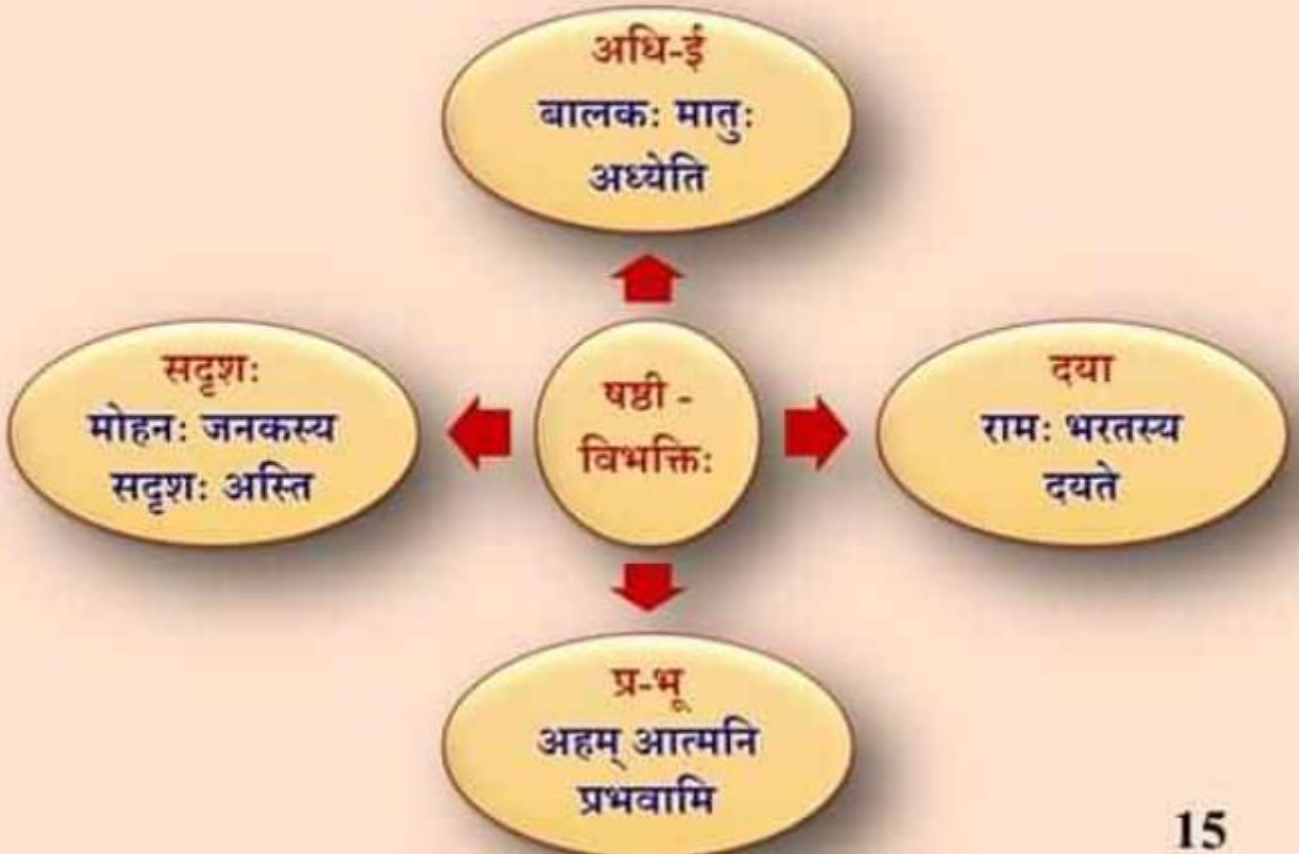 अधि-ई
बालकः मातुः
अध्येति
सदृशः
मोहनः जनकस्य
सदृशः अस्ति
षष्ठी -
विभक्तिः
दया
रामः भरतस्य
दयते
प्र-भू
अहम् आत्मनि
प्रभवामि
15